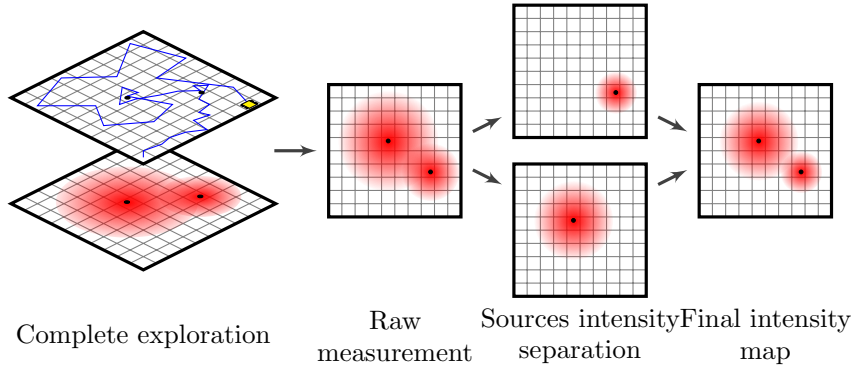 Complete exploration
Raw
measurement
Sources intensity
separation
Final intensity
map